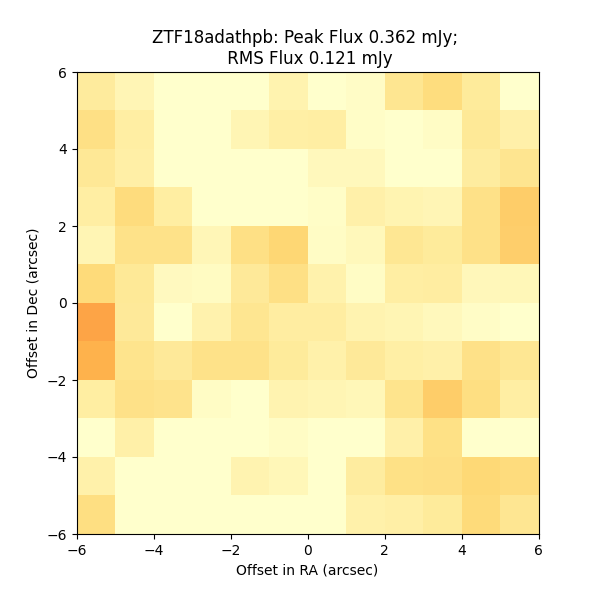 ZTF18adathpb: Peak Flux 0.362 mJy;
RMS Flux 0.121 mJy
6
4
2
0
−2
−4
−6
Offset in Dec (arcsec)
−6 −4 −2 0 2 4 6
Offset in RA (arcsec)